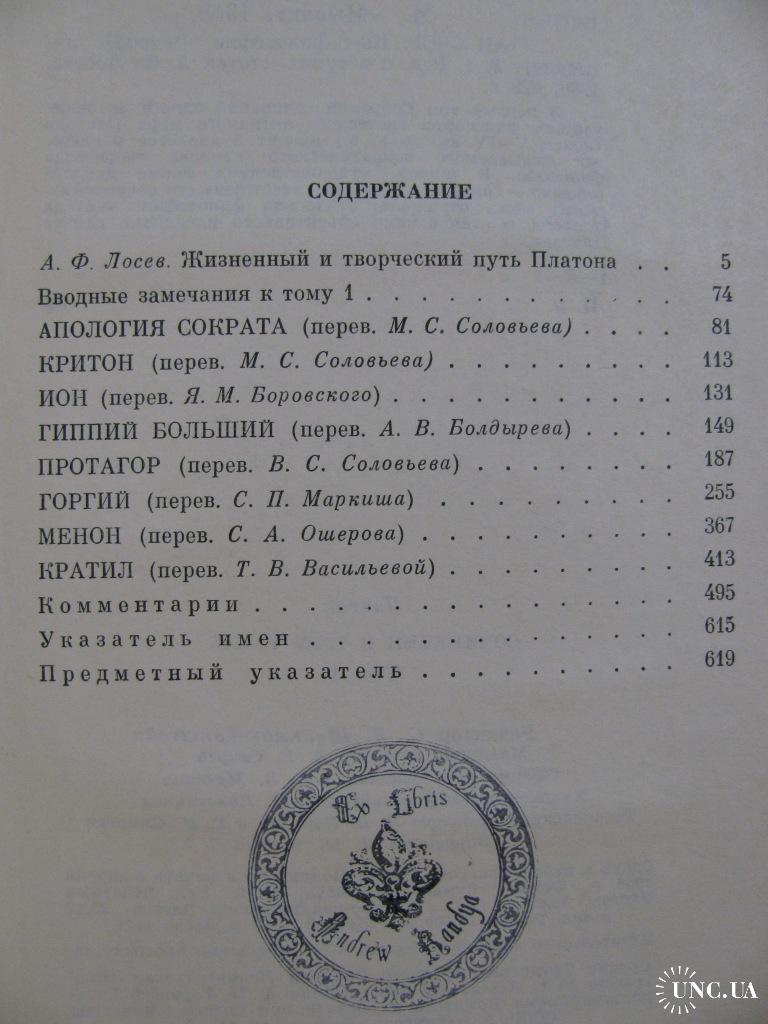 СОДЕРЖАНИЕ
А. Ф. Лосев. Жизненный и творческий путь Платона . . 5
Вводные замечания к тому 1 . . . . . . . . . . 74
АПОЛОГИЯ СОКРАТА (перев. М. С. Соловьева) . . . . 81
КРИТОН (перев. М. С. Соловьева) . . . . . . . . . 113
ИОН (перев. Я. М. Боровского) . . . . . . . . . . 131
ГИППИЙ БОЛЬШИЙ (перев. А. В. Болдырева) . . . . 149
ПРОТАГОР (перев. В. С. Соловьева) . . . . . . . . 187
ГОРГИЙ (перев. С. П. Маркиша) . . . . . . . . . 255
МЕНОН (перев. С. А. Ошерова) . . . . . . . . . . 367
КРАТИЛ (перев. Т. В. Васильевой) . . . . . . . . . 413
Комментарии . . . . . . . . . . . . . . . . 495
Указатель имен . . . . . . . . . . . . . . 615
Предметный указатель . . . . . . . . . . 619
Ex Libris
Andrew
UNC.UA